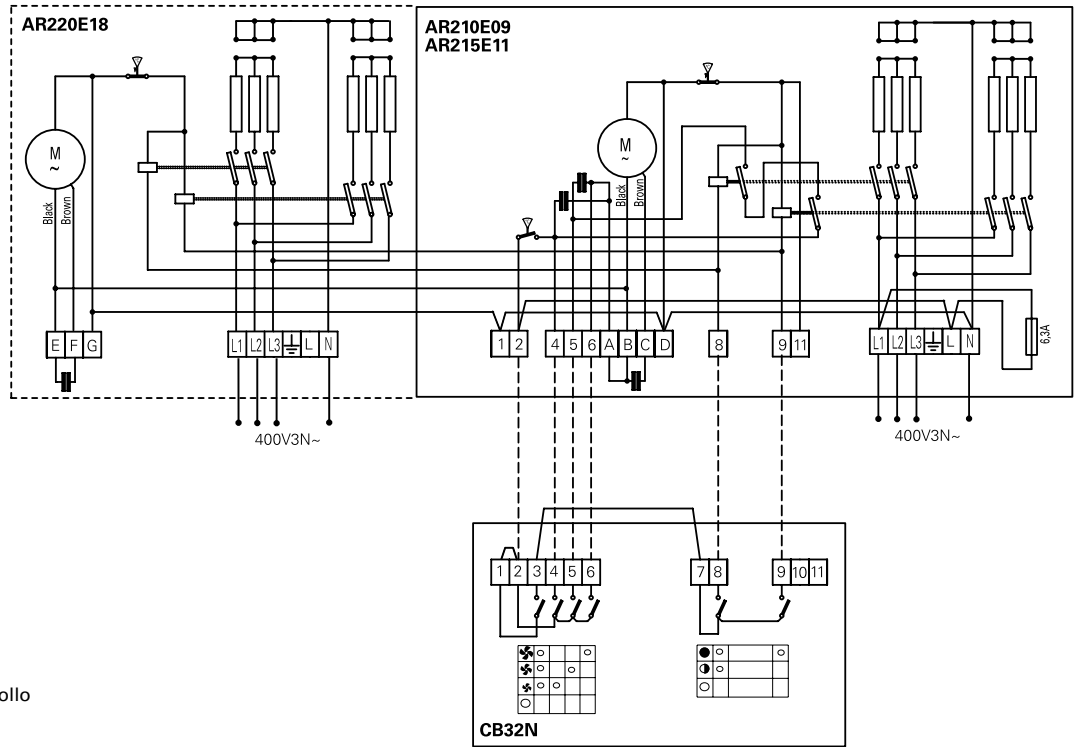 AR220E18
AR210E09
AR215E11
M
~
Black
Brown
M
~
Black
Brown
E F G
L1 L2 L3 L N
1 2
4 5 6 A B C D
8
9 11
L1 L2 L3 L N
6,3A
400V3N~
400V3N~
1 2 3 4 5 6
7 8
9 10 11
CB32N
ollo